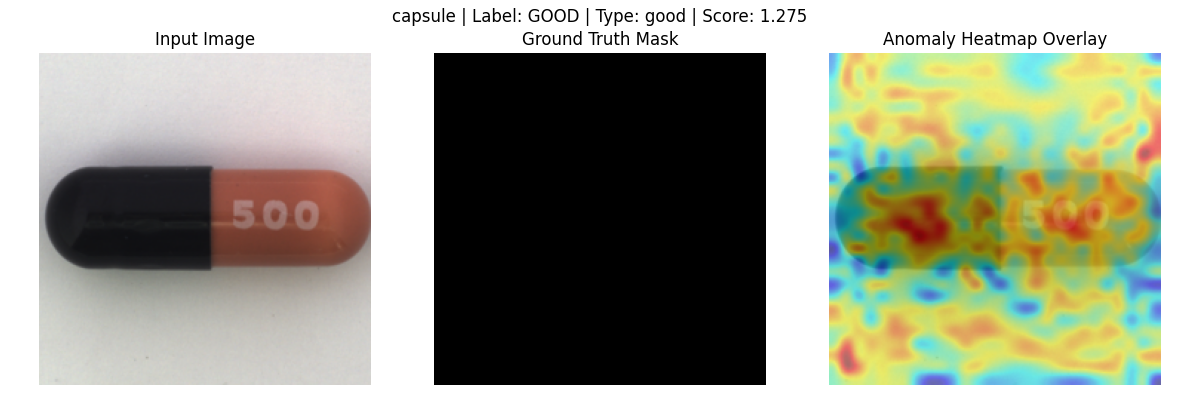 capsule | Label: GOOD | Type: good | Score: 1.275
Input Image
Ground Truth Mask
Anomaly Heatmap Overlay
500
500